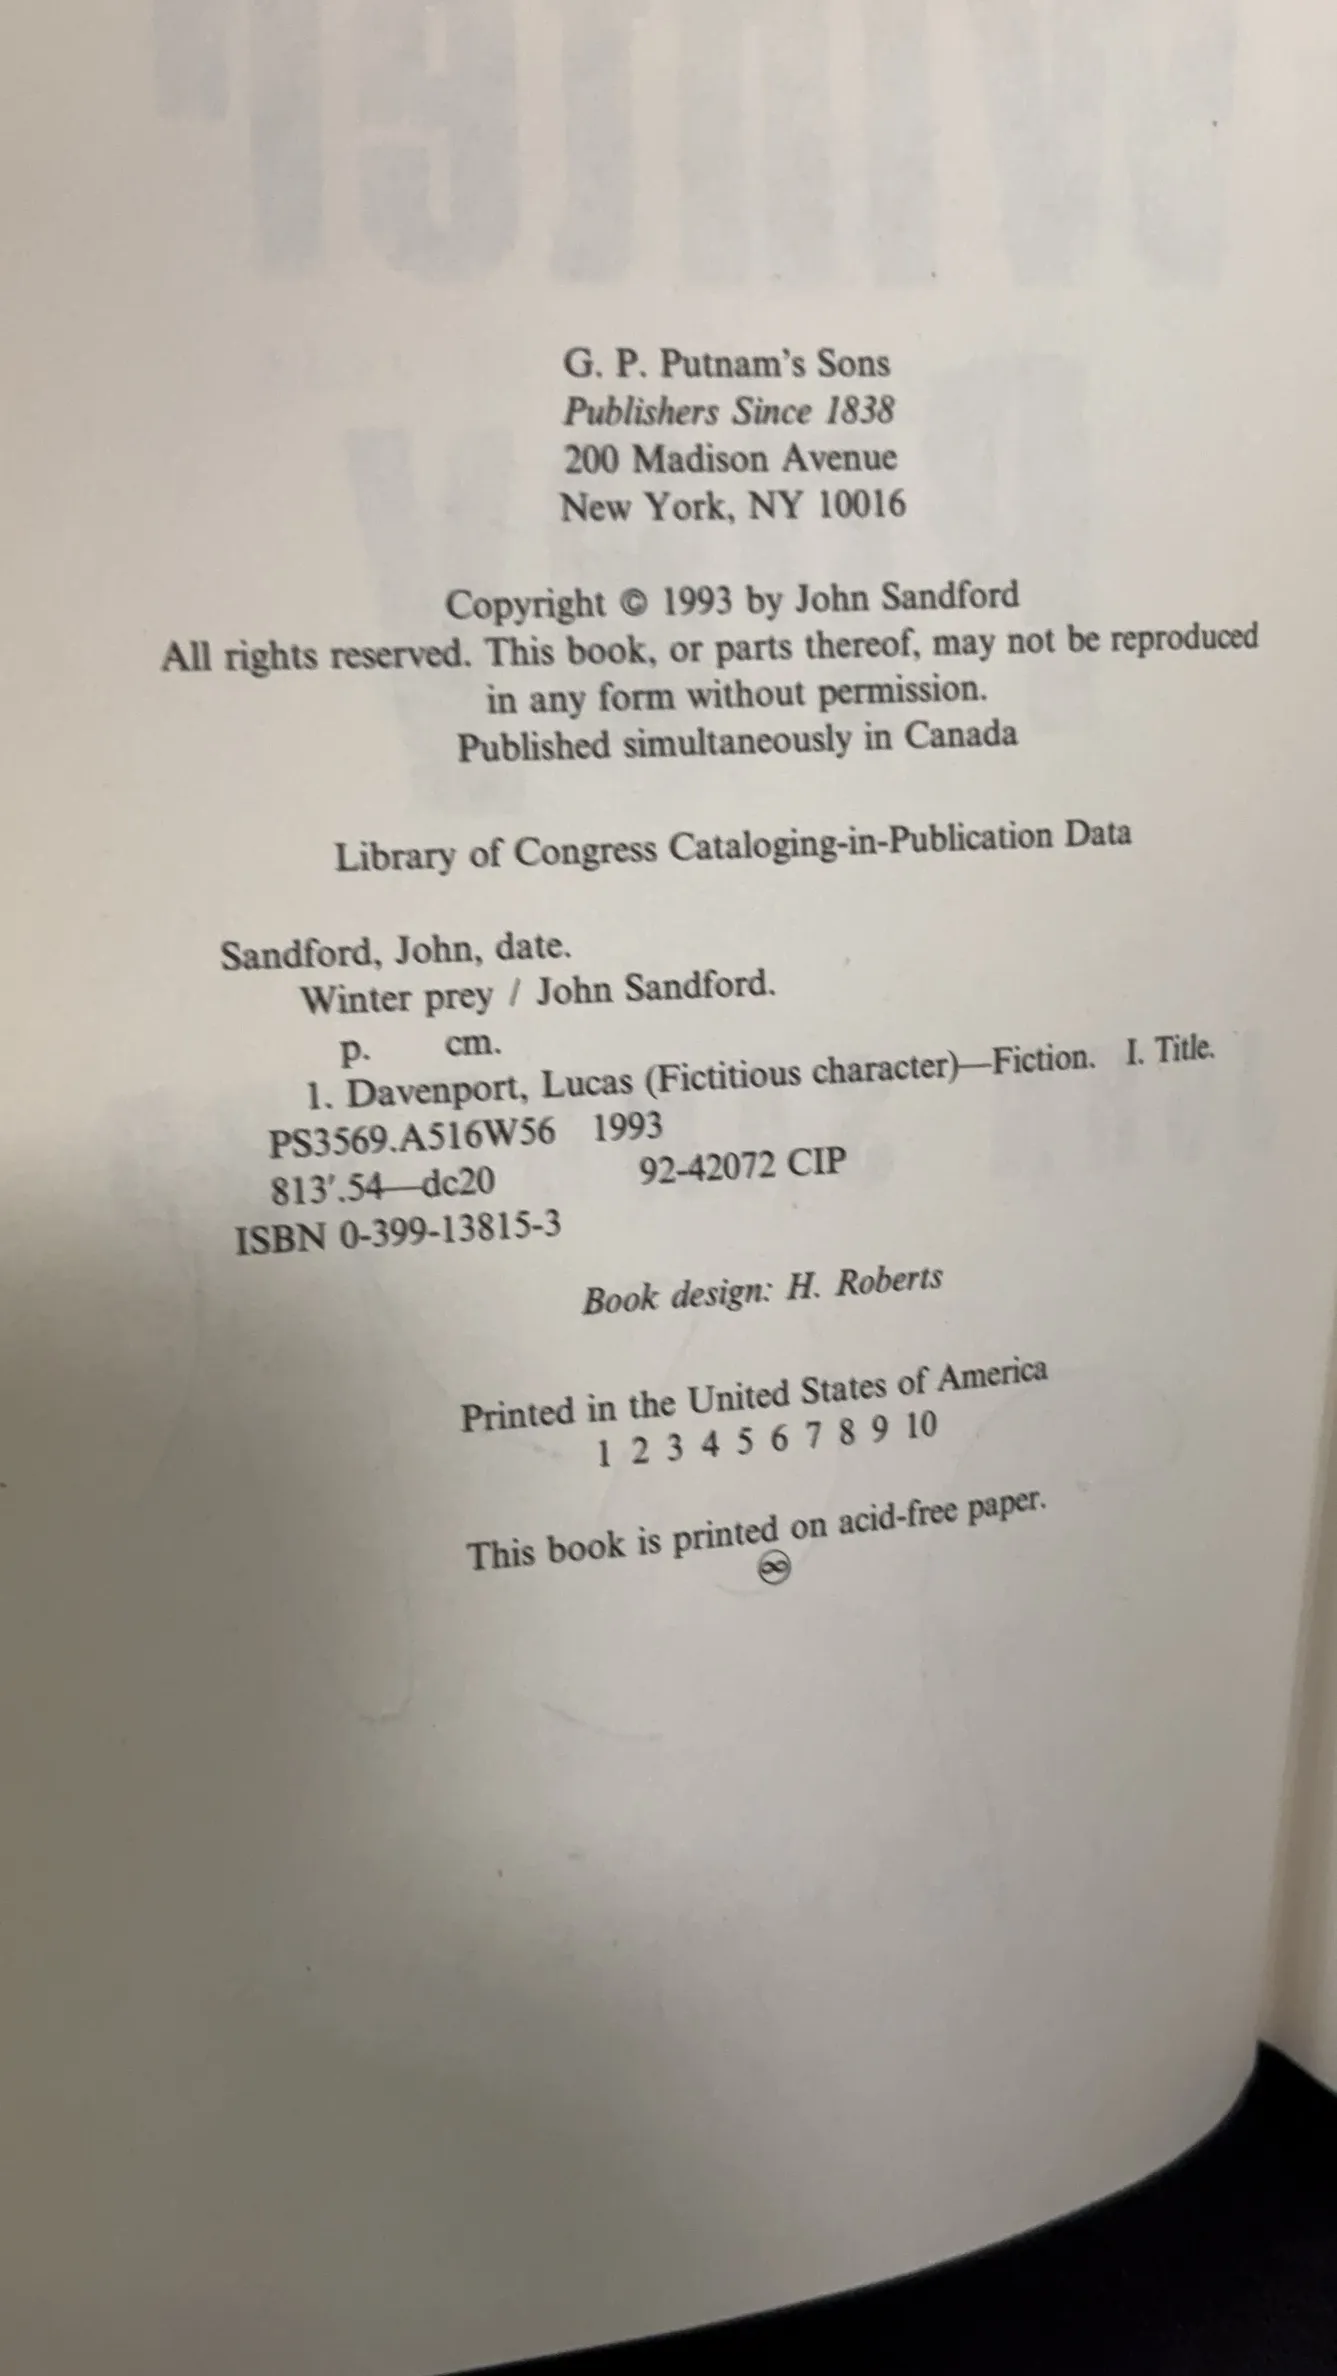 G. P. Putnam's Sons
Publishers Since 1838
200 Madison Avenue
New York, NY 10016
Copyright © 1993 by John Sandford
All rights reserved. This book, or parts thereof, may not be reproduced
in any form without permission.
Published simultaneously in Canada
Library of Congress Cataloging-in-Publication Data
Sandford, John, date.
Winter prey / John Sandford.
p. cm.
1. Davenport, Lucas (Fictitious character)—Fiction. I. Title.
PS3569.A516W56 1993
813'.54—dc20 92-42072 CIP
ISBN 0-399-13815-3
Book design: H. Roberts
Printed in the United States of America
1 2 3 4 5 6 7 8 9 10
This book is printed on acid-free paper.
♾